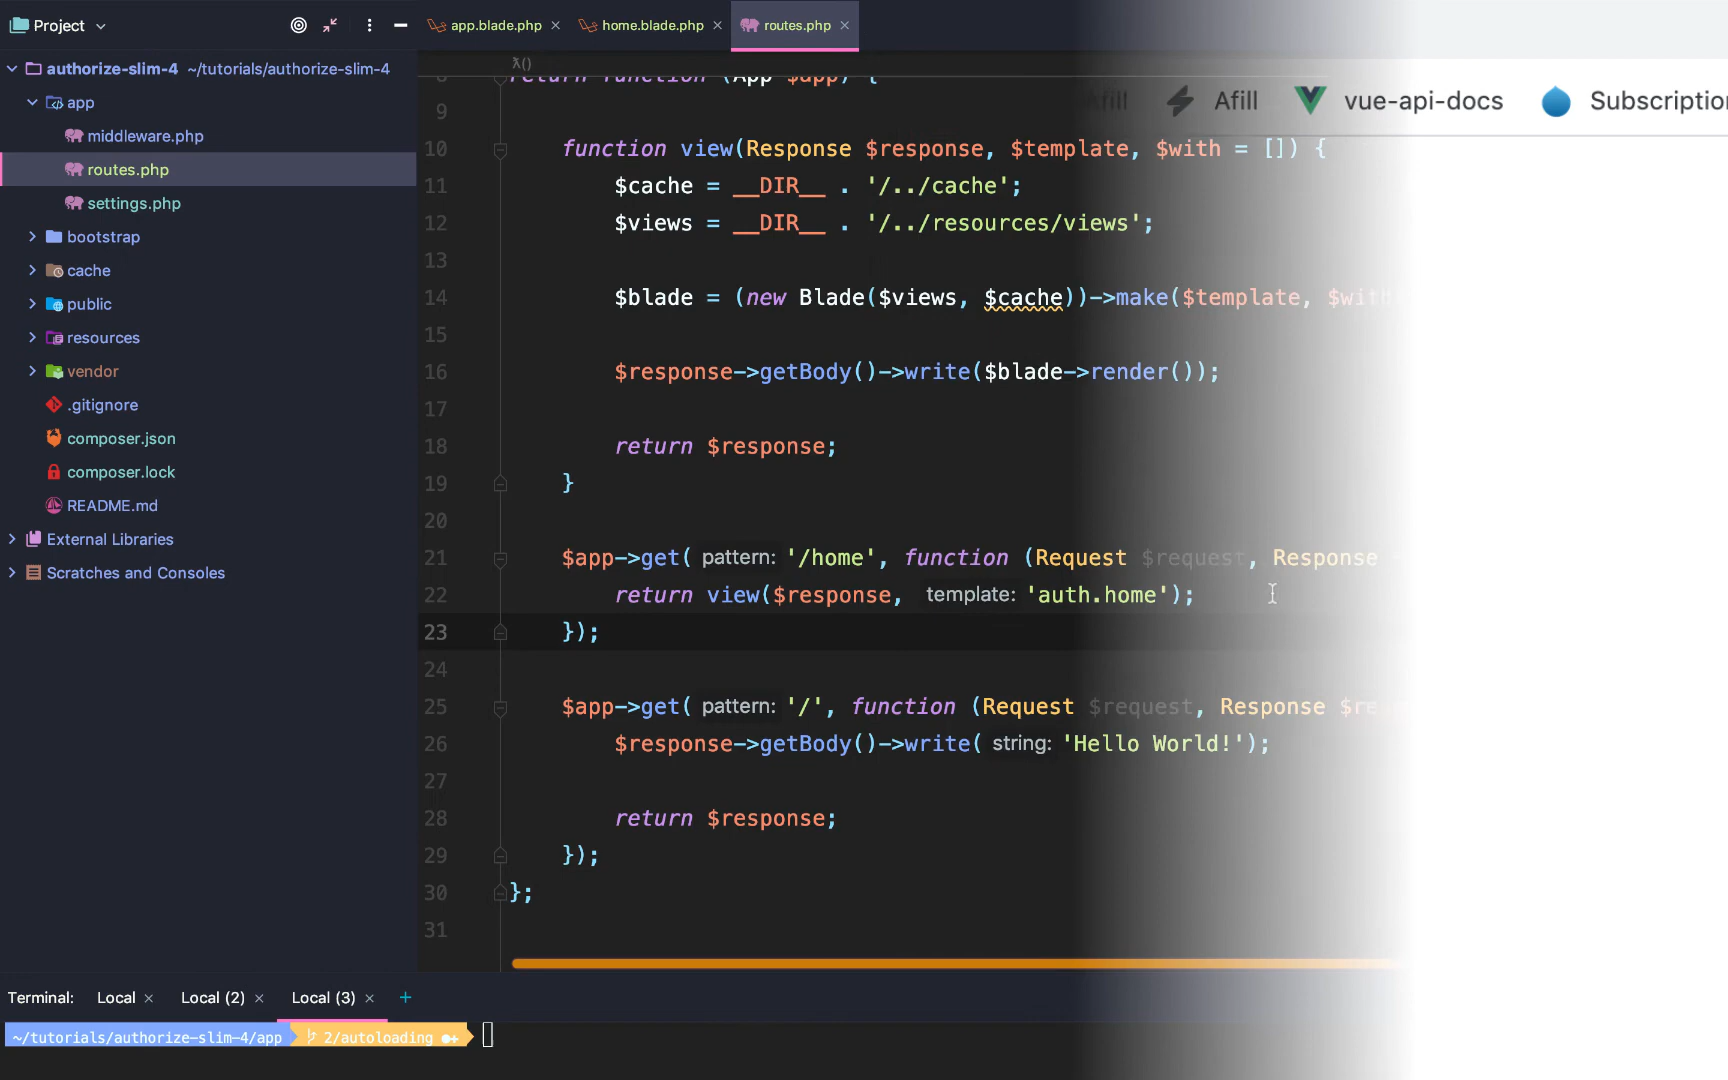 Project
app.blade.php
home.blade.php
routes.php
authorize-slim-4 ~/tutorials/authorize-slim-4
app
middleware.php
routes.php
settings.php
bootstrap
cache
public
resources
vendor
.gitignore
composer.json
composer.lock
README.md
External Libraries
Scratches and Consoles
λ()
8 return function (App $app) {
9
10 function view(Response $response, $template, $with = []) {
11 $cache = __DIR__ . '/../cache';
12 $views = __DIR__ . '/../resources/views';
13
14 $blade = (new Blade($views, $cache))->make($template, $with
15
16 $response->getBody()->write($blade->render());
17
18 return $response;
19 }
20
21 $app->get( pattern: '/home', function (Request $request, Response
22 return view($response, template: 'auth.home');
23 });
24
25 $app->get( pattern: '/', function (Request $request, Response
26 $response->getBody()->write( string: 'Hello World!');
27
28 return $response;
29 });
30 };
31
Afill
vue-api-docs
Terminal: Local Local (2) Local (3) +
~/tutorials/authorize-slim-4/app 2/autoloading